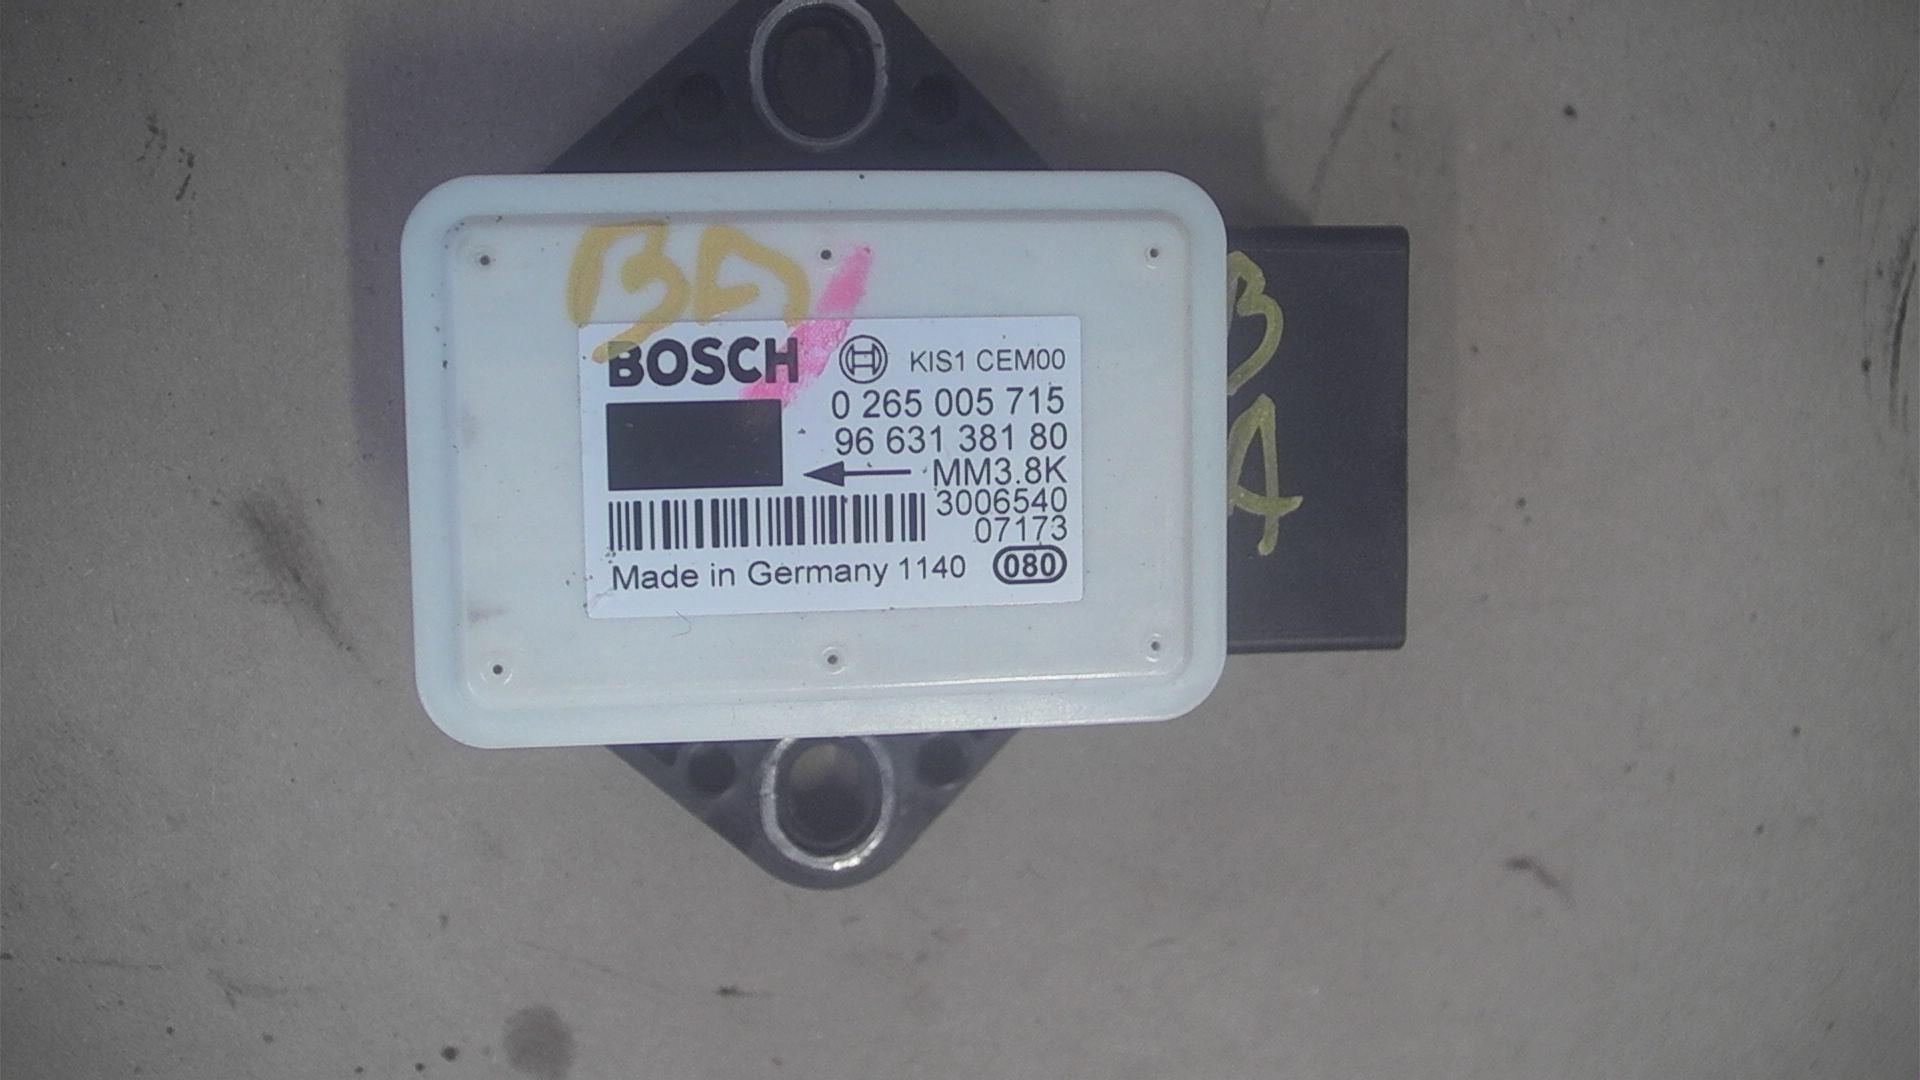 BA
BOSCH KIS1 CEM00
0 265 005 715
96 631 381 80
MM3.8K
3006540
07173
Made in Germany 1140 080
B
A